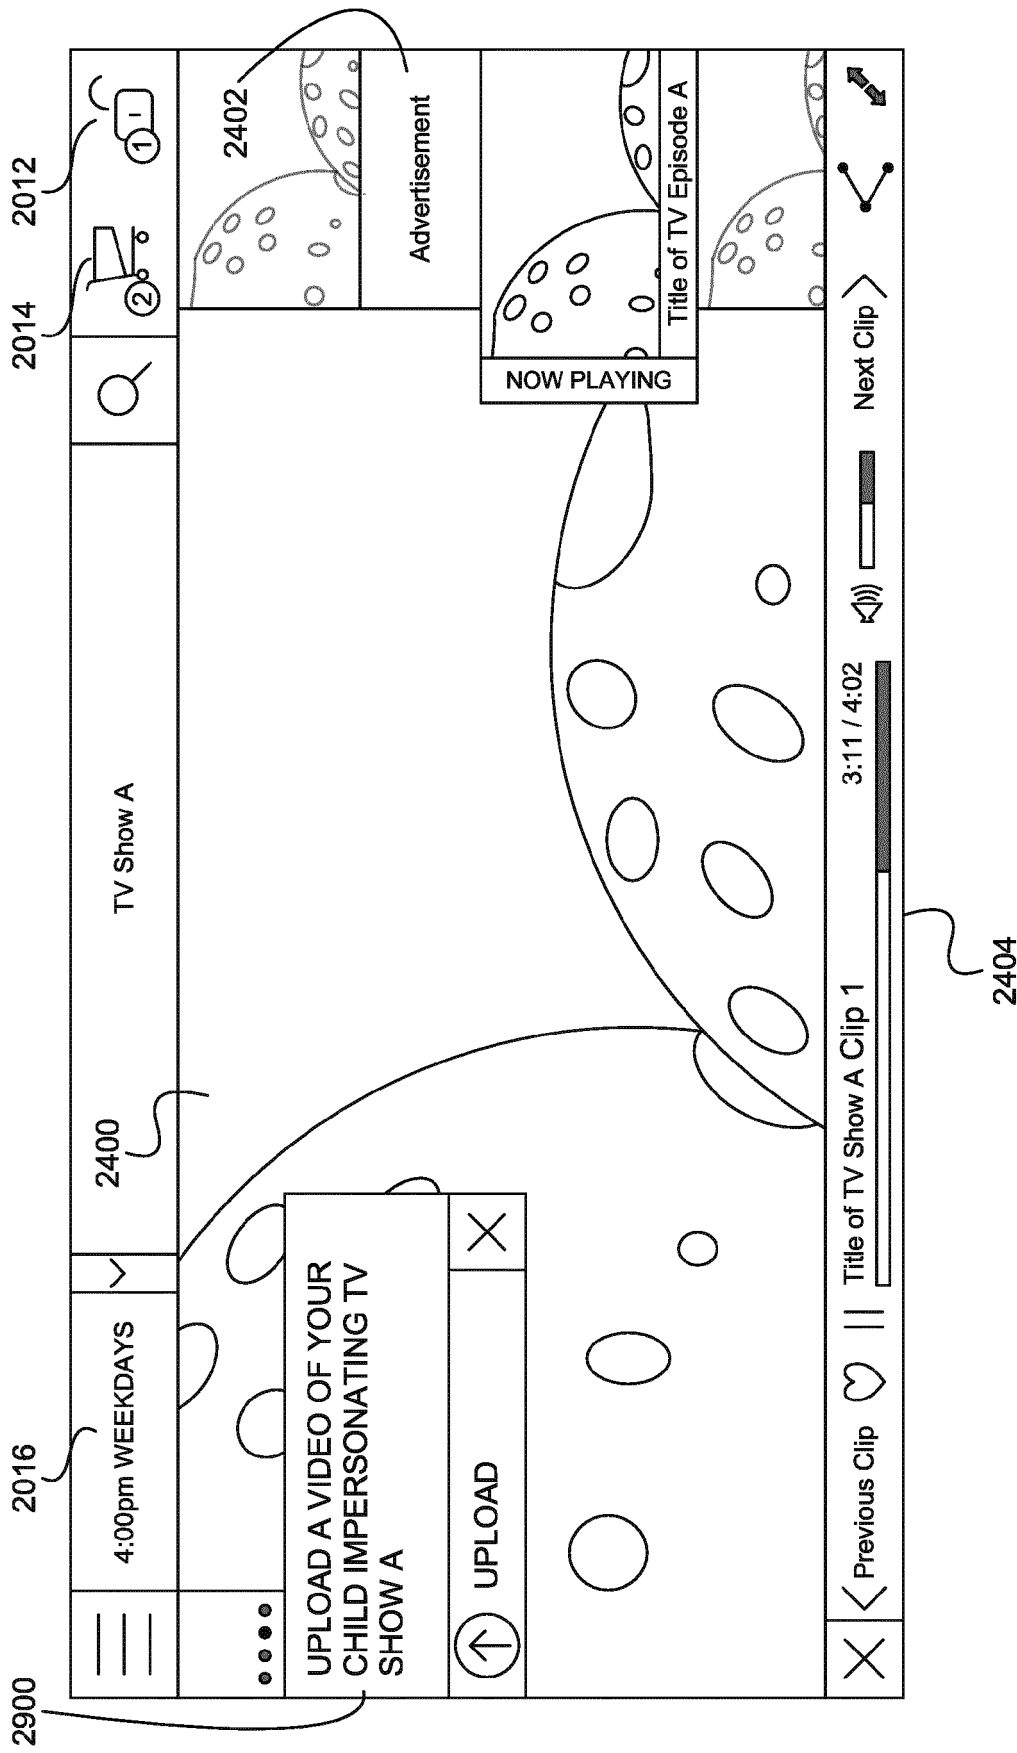 2900
2016
2400
2014
2012
4:00pm WEEKDAYS
TV Show A
2
1
2402
UPLOAD A VIDEO OF YOUR
CHILD IMPERSONATING TV
SHOW A
UPLOAD
Advertisement
NOW PLAYING
Title of TV Episode A
Previous Clip
Title of TV Show A Clip 1
3:11 / 4:02
Next Clip
2404